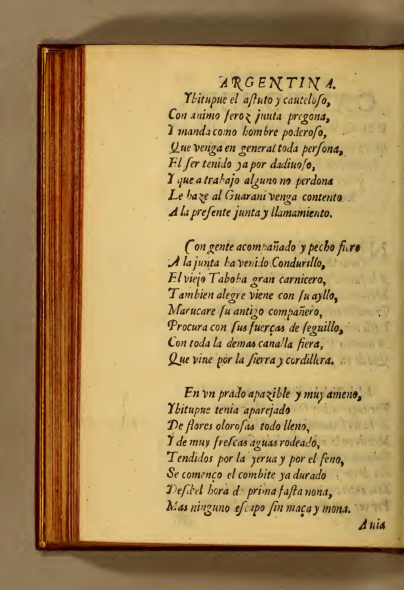 ARGENTINA.
Ybitupue el aſtuto y cauteloſo,
Con animo feroz junta pregona,
Y manda como hombre poderoſo,
Que venga en general toda perſona,
El ſer tenido ya por dadiuoſo,
Y que a trabajo alguno no perdona
Le haze al Guarani venga contento
A la preſente junta y llamamiento.
Con gente acompañado y pecho fiero
A la junta ha venido Condurillo,
El viejo Taboba gran carnicero,
Tambien alegre viene con ſu ayllo,
Marucare ſu antigo compañero,
Procura con ſus fuerças de ſeguillo,
Con toda la demas canalla fiera,
Que viue por la ſierra y cordillera.
En vn prado apazible y muy ameno,
Ybitupue tenia aparejado
De flores oloroſas todo lleno,
Y de muy freſcas aguas rodeado,
Tendidos por la yerua y por el feno,
Se començo el combite ya durado
Deſdel hora de prima faſta nona,
Mas ninguno eſcapo ſin maça y mona.
Auia